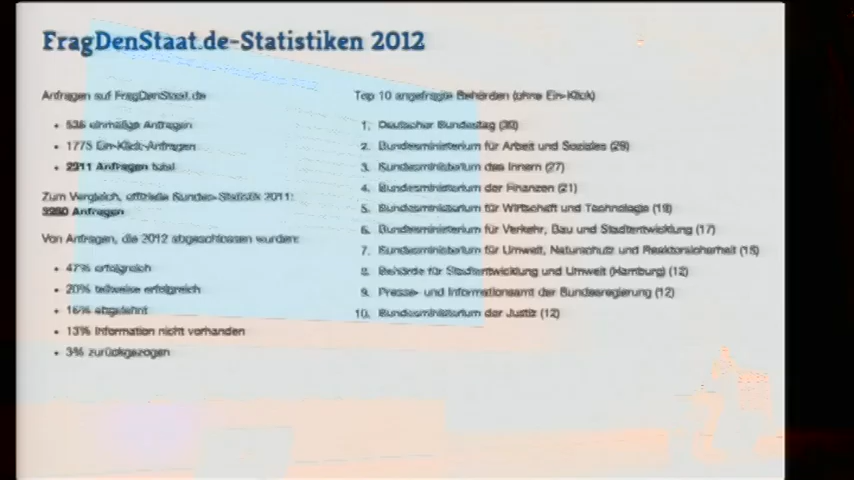 FragDenStaat.de-Statistiken 2012
Anfragen auf FragDenStaat.de
• 536 einmalige Anfragen
• 1775 Ein-Klick-Anfragen
• 2311 Anfragen total
Zum Vergleich, offizielle Bundes-Statistik 2011:
Anfragen
Von Anfragen, die 2012 abgeschlossen wurden:
• 47% erfolgreich
• 20% teilweise erfolgreich
• 16% abgelehnt
• 13% Information nicht vorhanden
• 3% zurückgezogen
Top 10 angefragte Behörden (ohne Ein-Klick)
1. Deutscher Bundestag (30)
2. Bundesministerium für Arbeit und Soziales (29)
3. Bundesministerium des Innern (27)
4. Bundesministerium der Finanzen (21)
5. Bundesministerium für Wirtschaft und Technologie (19)
6. Bundesministerium für Verkehr, Bau und Stadtentwicklung (17)
7. Bundesministerium für Umwelt, Naturschutz und Reaktorsicherheit
8. Behörde für Stadtentwicklung und Umwelt (Hamburg) (12)
9. Presse- und Informationsamt der Bundesregierung (12)
10. Bundesministerium der Justiz (12)